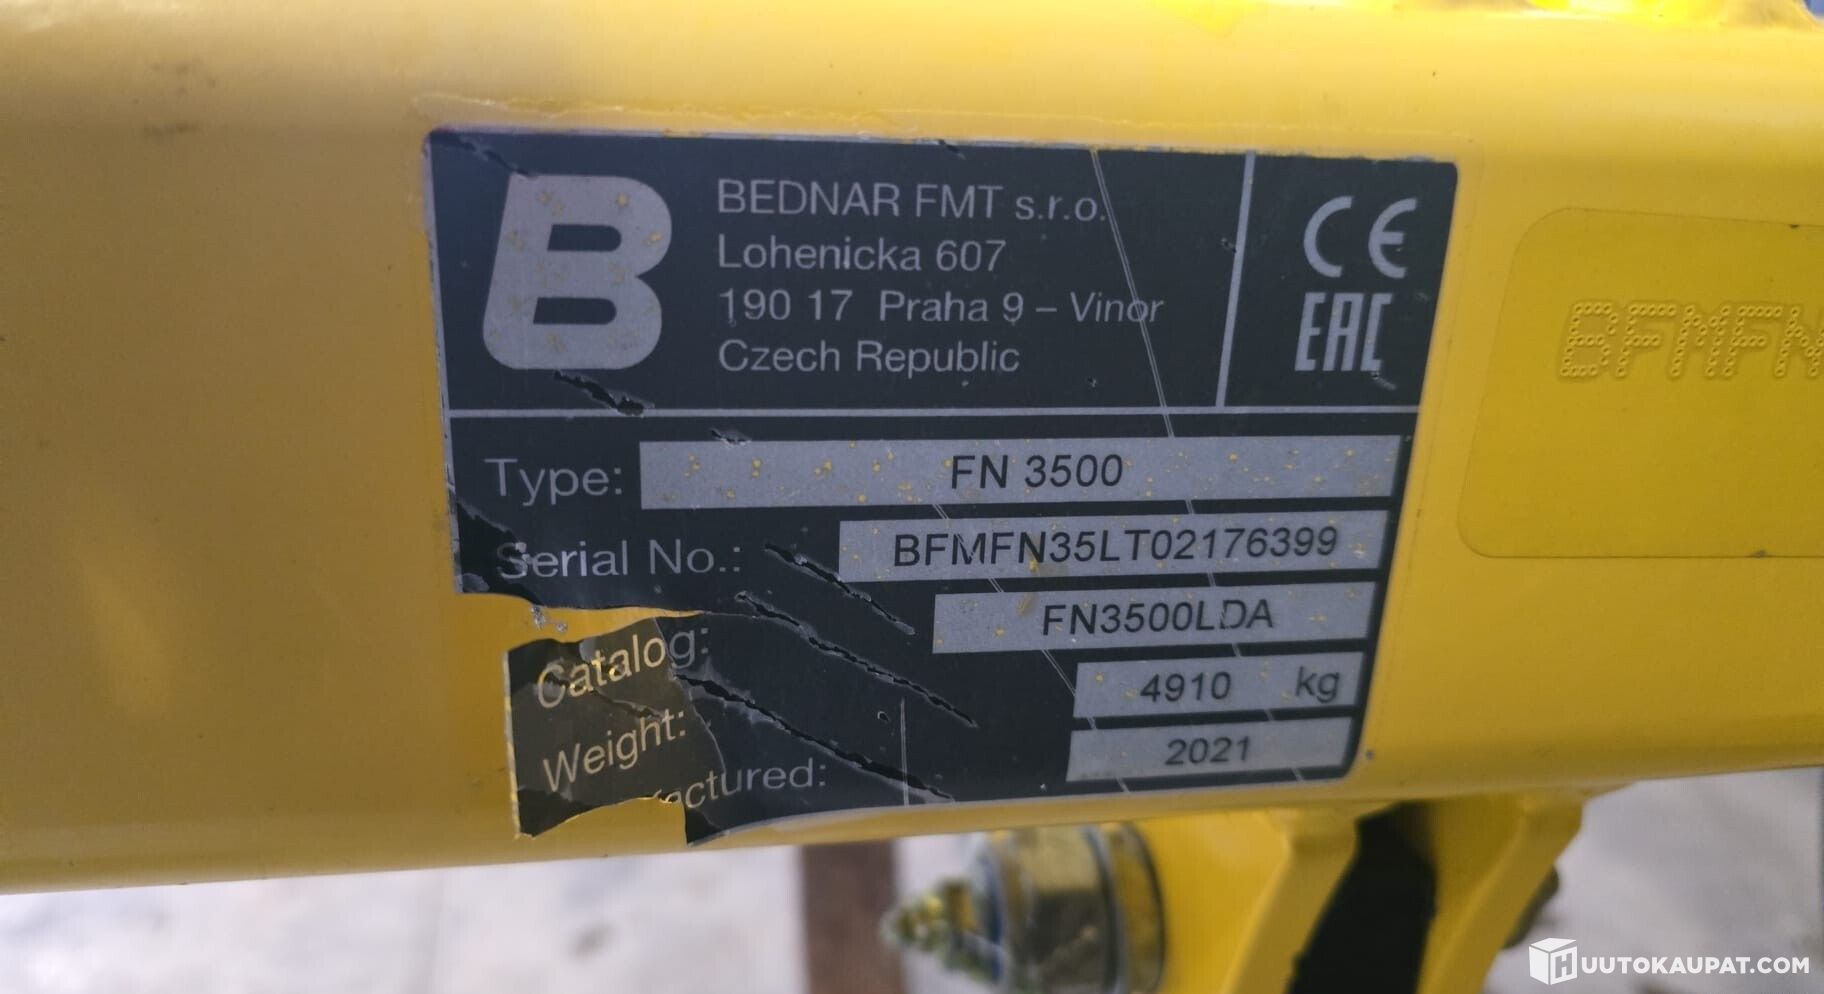 B
BEDNAR FMT s.r.o.
Lohenicka 607
190 17 Praha 9 – Vinor
Czech Republic
CE
EAC
Type: FN 3500
Serial No.: BFMFN35LT02176399
Catalog: FN3500LDA
Weight: 4910 kg
actured: 2021
BFMFN
HUUTOKAUPAT.COM